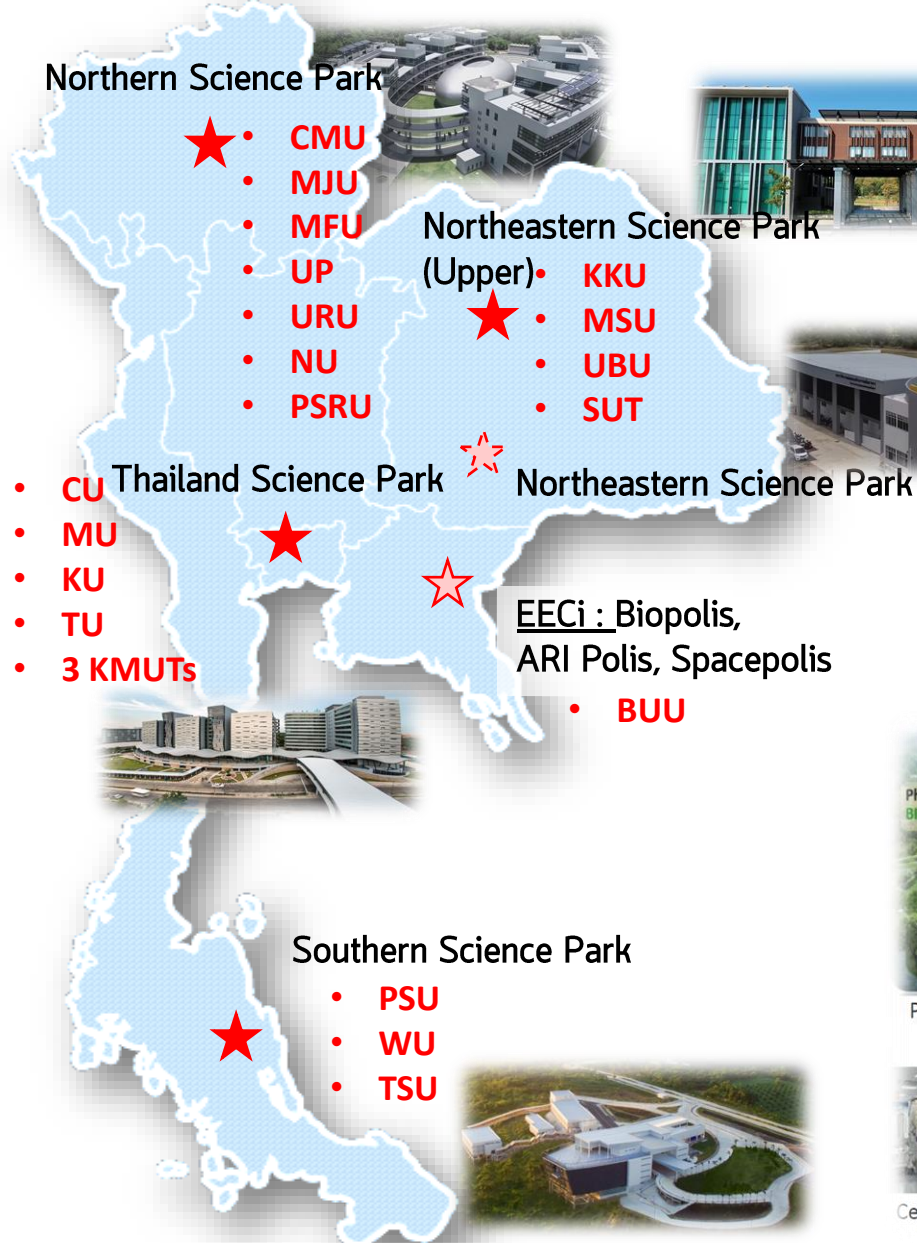 Northern Science Park
• CMU
• MJU
• MFU
• UP
• URU
• NU
• PSRU
Northeastern Science Park
(Upper)
• KKU
• MSU
• UBU
• SUT
Thailand Science Park
• CU
• MU
• KU
• TU
• 3 KMUTs
Northeastern Science Park
EECi : Biopolis,
ARI Polis, Spacepolis
• BUU
Southern Science Park
• PSU
• WU
• TSU